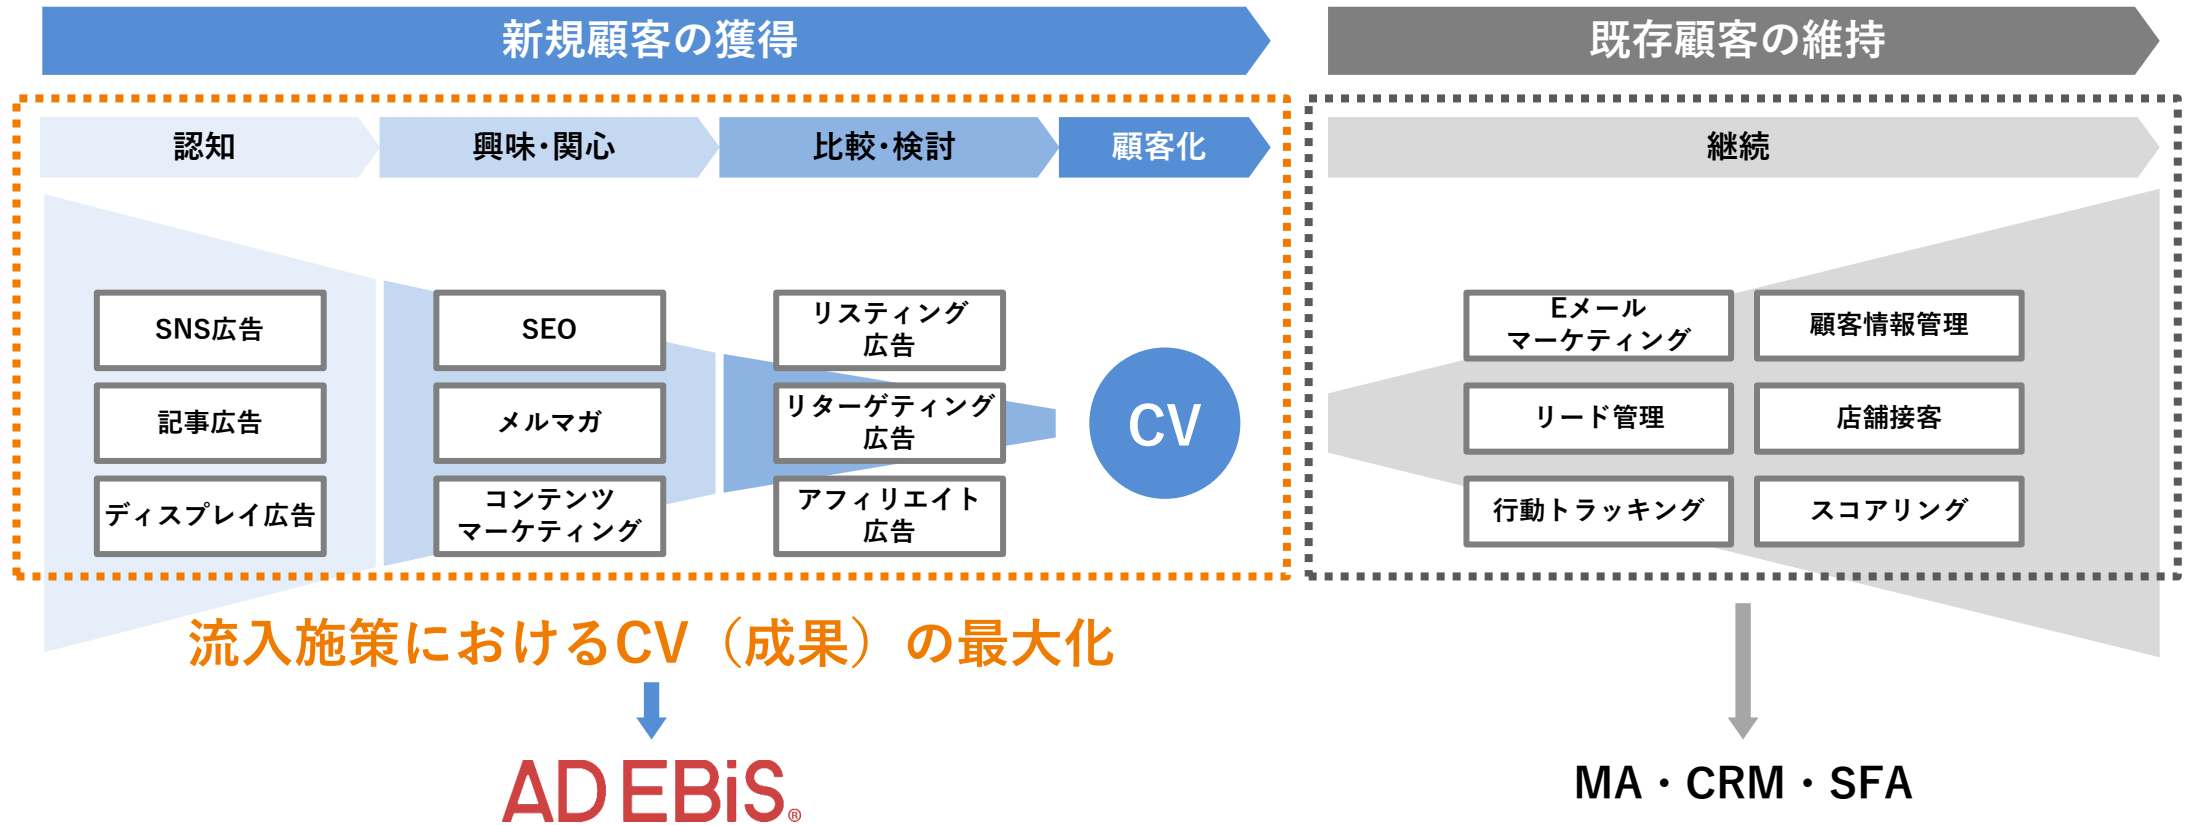 新規顧客の獲得
既存顧客の維持
認知
興味・関心
比較・検討
顧客化
継続
SNS広告
記事広告
ディスプレイ広告
SEO
メルマガ
コンテンツ
マーケティング
リスティング
広告
リターゲティング
広告
アフィリエイト
広告
CV
Eメール
マーケティング
顧客情報管理
リード管理
店舗接客
行動トラッキング
スコアリング
流入施策におけるCV（成果）の最大化
AD EBiS®
MA・CRM・SFA